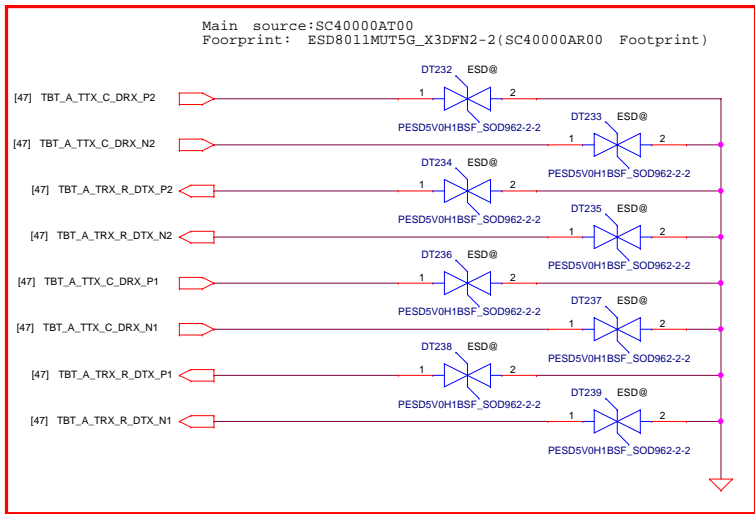 Main source:SC40000AT00
Foorprint: ESD8011MUT5G_X3DFN2-2(SC40000AR00 Footprint)
DT232 ESD@
[47] TBT_A_TTX_C_DRX_P2 1 2
PESD5V0H1BSF_SOD962-2-2
DT233 ESD@
[47] TBT_A_TTX_C_DRX_N2 1 2
PESD5V0H1BSF_SOD962-2-2
DT234 ESD@
[47] TBT_A_TRX_R_DTX_P2 1 2
PESD5V0H1BSF_SOD962-2-2
DT235 ESD@
[47] TBT_A_TRX_R_DTX_N2 1 2
PESD5V0H1BSF_SOD962-2-2
DT236 ESD@
[47] TBT_A_TTX_C_DRX_P1 1 2
PESD5V0H1BSF_SOD962-2-2
DT237 ESD@
[47] TBT_A_TTX_C_DRX_N1 1 2
PESD5V0H1BSF_SOD962-2-2
DT238 ESD@
[47] TBT_A_TRX_R_DTX_P1 1 2
PESD5V0H1BSF_SOD962-2-2
DT239 ESD@
[47] TBT_A_TRX_R_DTX_N1 1 2
PESD5V0H1BSF_SOD962-2-2